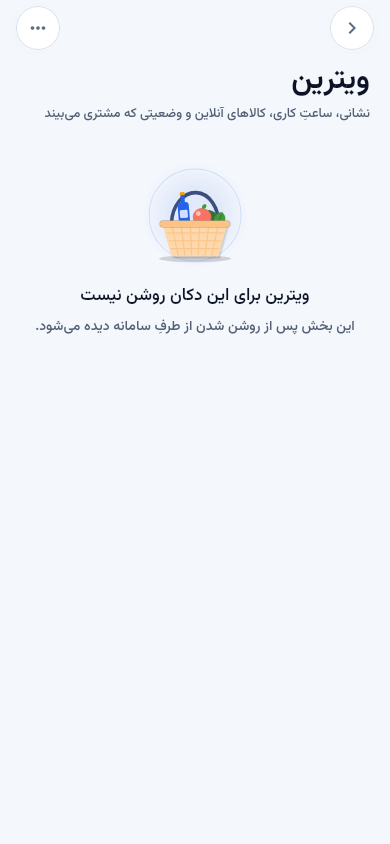 ویترین
نشانی، ساعتِ کاری، کالاهای آنلاین و وضعیتی که مشتری می‌بیند
ویترین برای این دکان روشن نیست
این بخش پس از روشن شدن از طرفِ سامانه دیده می‌شود.